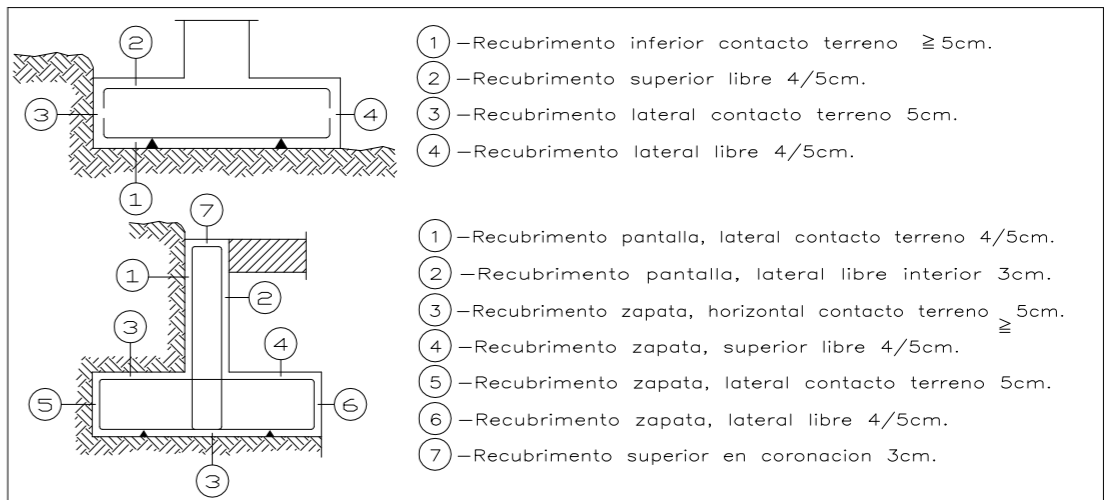 1 -Recubrimento inferior contacto terreno ≧ 5cm.
2 -Recubrimento superior libre 4/5cm.
3 -Recubrimento lateral contacto terreno 5cm.
4 -Recubrimento lateral libre 4/5cm.
2
3
4
1
7
1
2
3
4
5
6
3
1 -Recubrimento pantalla, lateral contacto terreno 4/5cm.
2 -Recubrimento pantalla, lateral libre interior 3cm.
3 -Recubrimento zapata, horizontal contacto terreno ≧ 5cm.
4 -Recubrimento zapata, superior libre 4/5cm.
5 -Recubrimento zapata, lateral contacto terreno 5cm.
6 -Recubrimento zapata, lateral libre 4/5cm.
7 -Recubrimento superior en coronacion 3cm.